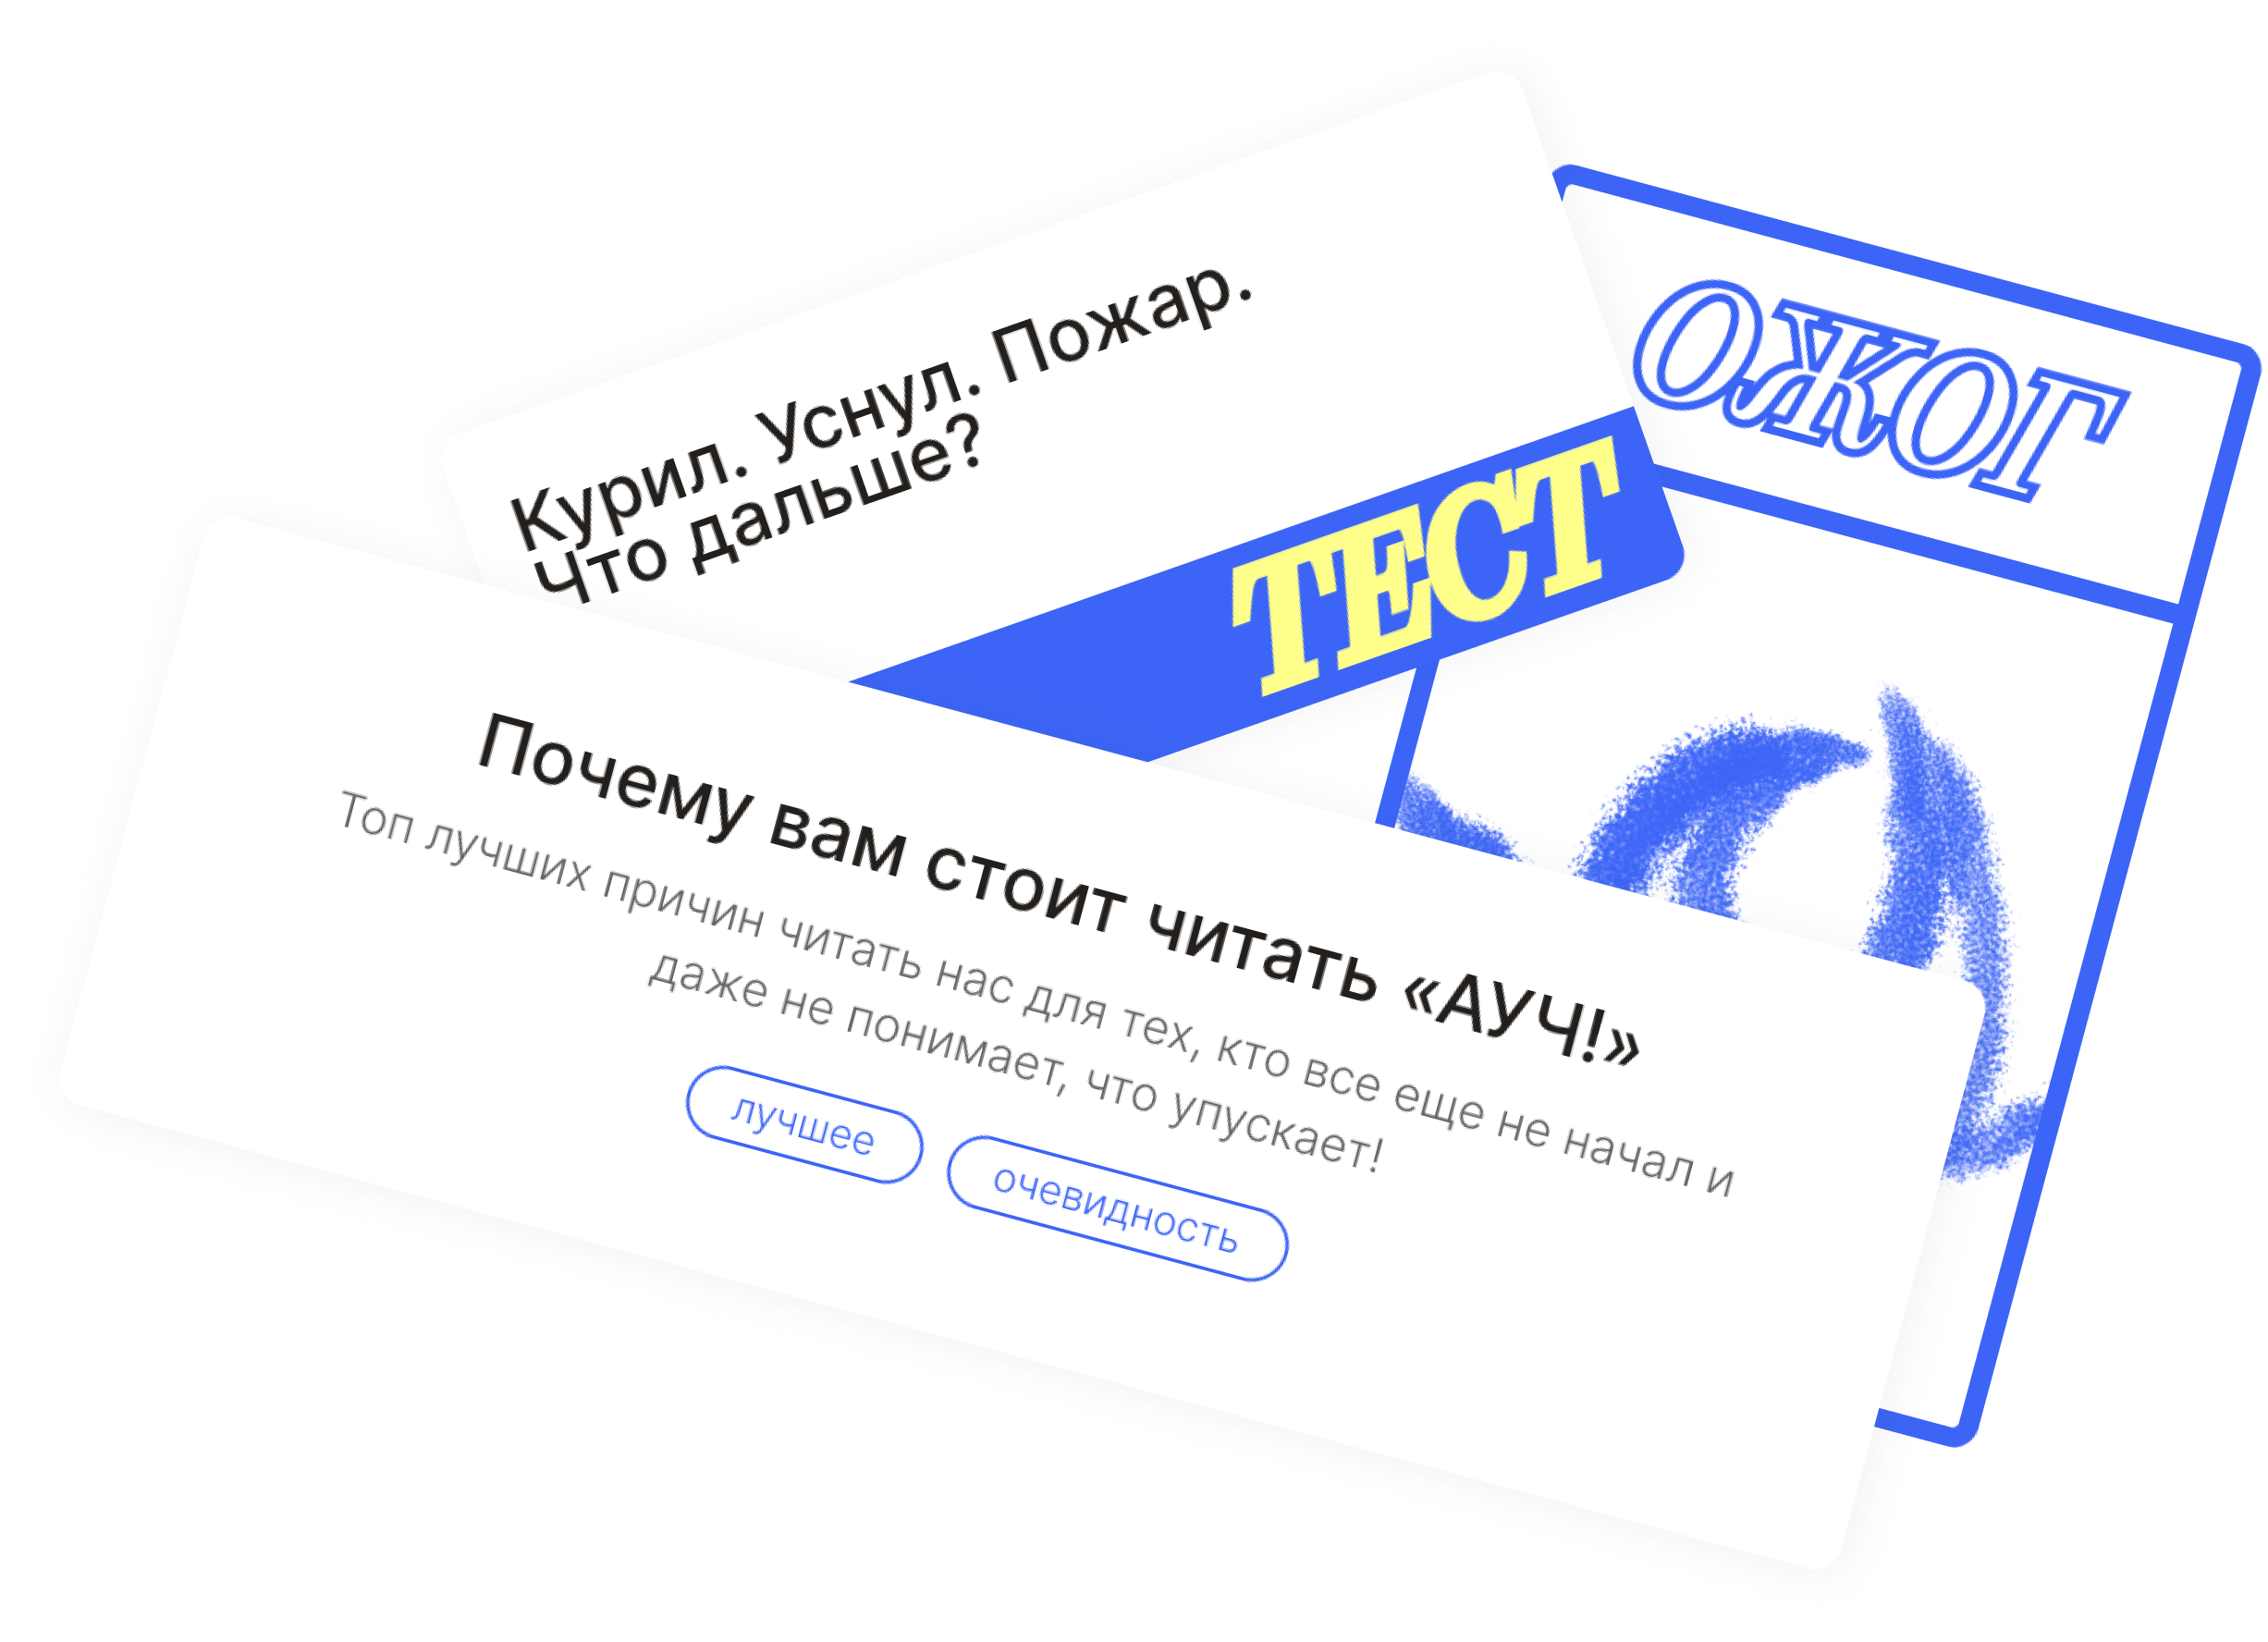 Курил. Уснул. Пожар.
Что дальше?
ТЕСТ
ОЖОГ
Почему вам стоит читать «АУЧ!»
Топ лучших причин читать нас для тех, кто все еще не начал и
даже не понимает, что упускает!
лучшее
очевидность